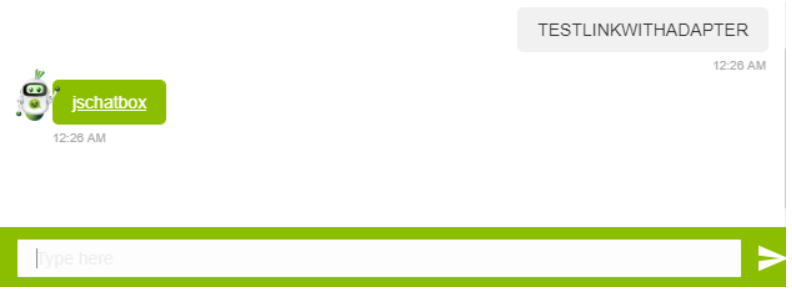 TESTLINKWITHADAPTER
12:26 AM
jschatbox
12:26 AM
Type here